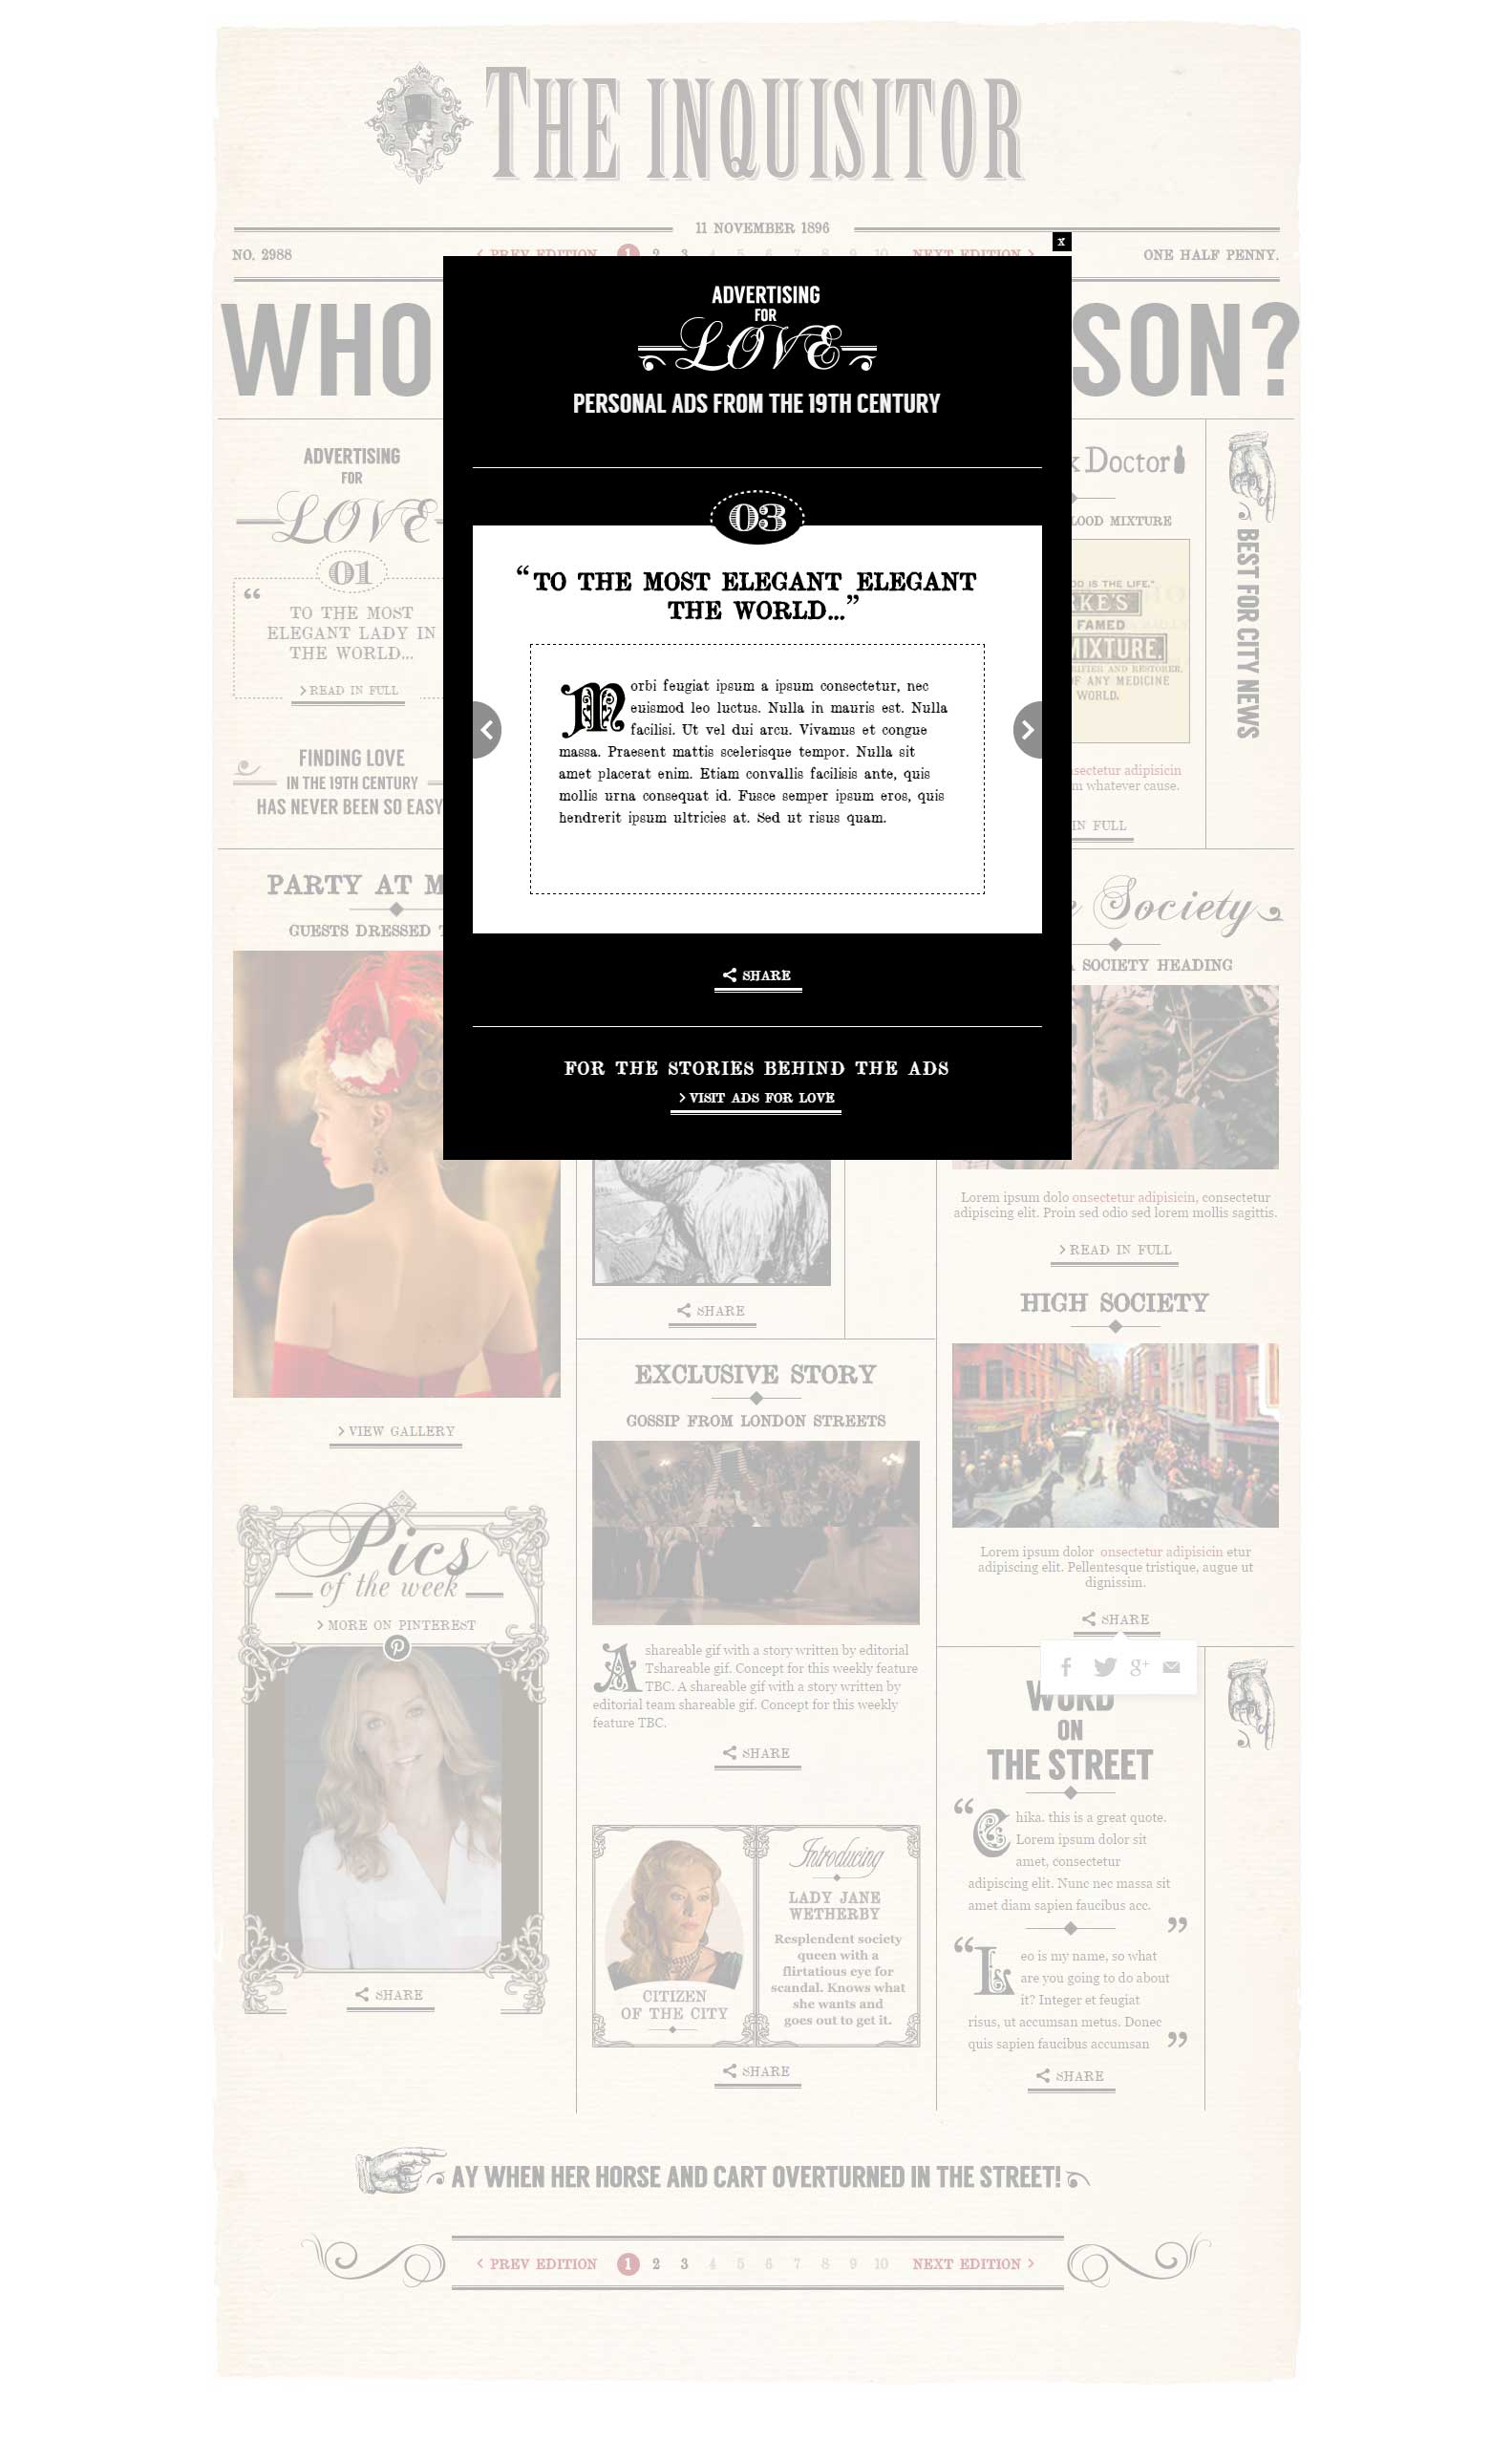 THE INQUISITOR
11 NOVEMBER 1896
NO. 2988
PREV EDITION 1 2 3 4 5 6 7 8 9 10 NEXT EDITION
ONE HALF PENNY.
x
WHO
SON?
ADVERTISING
FOR
LOVE
PERSONAL ADS FROM THE 19TH CENTURY
03
“TO THE MOST ELEGANT ELEGANT
THE WORLD...”
Morbi feugiat ipsum a ipsum consectetur, nec
euismod leo luctus. Nulla in mauris est. Nulla
facilisi. Ut vel dui arcu. Vivamus et congue
massa. Praesent mattis scelerisque tempor. Nulla sit
amet placerat enim. Etiam convallis facilisis ante, quis
mollis urna consequat id. Fusce semper ipsum eros, quis
hendrerit ipsum ultricies at. Sed ut risus quam.
SHARE
FOR THE STORIES BEHIND THE ADS
VISIT ADS FOR LOVE
ADVERTISING
FOR
LOVE
01
“
TO THE MOST
ELEGANT LADY IN
THE WORLD...
READ IN FULL
FINDING LOVE
IN THE 19TH CENTURY
HAS NEVER BEEN SO EASY
k Doctor
LOOD MIXTURE
OD IS THE LIFE."
RKE'S
FAMED
MIXTURE.
RIFIER AND RESTORER.
OF ANY MEDICINE
WORLD.
nsectetur adipisicin
m whatever cause.
IN FULL
BEST FOR CITY NEWS
PARTY AT M
GUESTS DRESSED T
VIEW GALLERY
Pics
of the week
MORE ON PINTEREST
SHARE
SHARE
EXCLUSIVE STORY
GOSSIP FROM LONDON STREETS
A shareable gif with a story written by editorial
Tshareable gif. Concept for this weekly feature
TBC. A shareable gif with a story written by
editorial team shareable gif. Concept for this weekly
feature TBC.
SHARE
CITIZEN
OF THE CITY
Introducing
LADY JANE
WETHERBY
Resplendent society
queen with a
flirtatious eye for
scandal. Knows what
she wants and
goes out to get it.
SHARE
e Society
A SOCIETY HEADING
Lorem ipsum dolo onsectetur adipisicin, consectetur
adipiscing elit. Proin sed odio sed lorem mollis sagittis.
READ IN FULL
HIGH SOCIETY
Lorem ipsum dolor onsectetur adipisicin etur
adipiscing elit. Pellentesque tristique, augue ut
dignissim.
SHARE
g+
WORD
ON
THE STREET
“Chika. this is a great quote.
Lorem ipsum dolor sit
amet, consectetur
adipiscing elit. Nunc nec massa sit
amet diam sapien faucibus acc.
”
“Leo is my name, so what
are you going to do about
it? Integer et feugiat
risus, ut accumsan metus. Donec
quis sapien faucibus accumsan ”
SHARE
AY WHEN HER HORSE AND CART OVERTURNED IN THE STREET!
PREV EDITION 1 2 3 4 5 6 7 8 9 10 NEXT EDITION